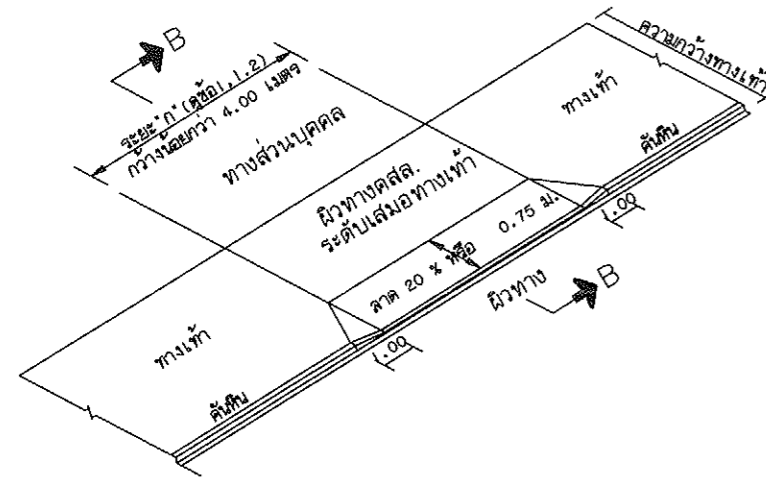 B
ความกว้างทางเท้า
ระยะ"ก"(ดูข้อ1,1.2)
กว้างน้อยกว่า 4.00 เมตร
ทางส่วนบุคคล
ทางเท้า
คันหิน
ผิวทางคสล.
ระดับเสมอทางเท้า
1.00
ลาด 20 % หรือ 0.75 ม.
ผิวทาง
B
ทางเท้า
1.00
คันหิน